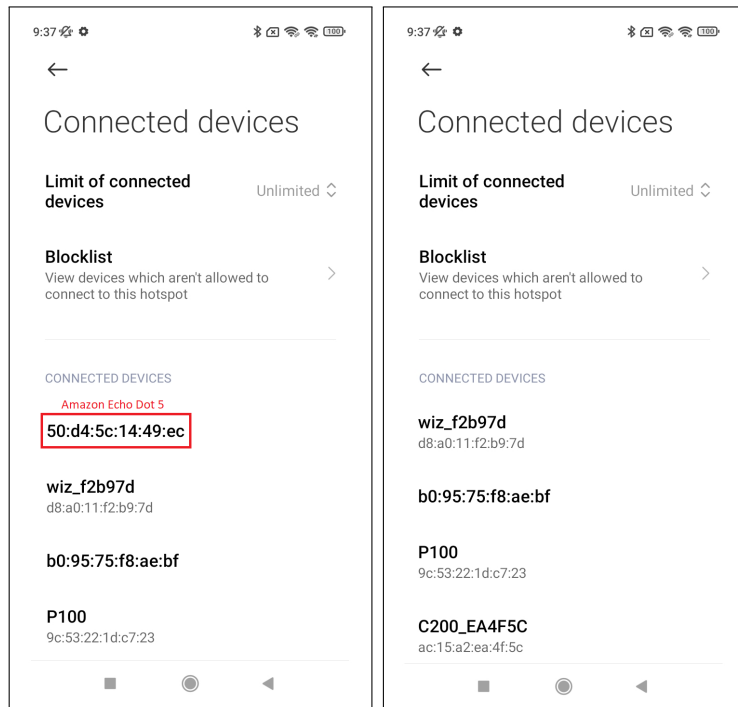 9:37
100
Connected devices
Limit of connected
devices
Unlimited
Blocklist
View devices which aren't allowed to
connect to this hotspot
CONNECTED DEVICES
Amazon Echo Dot 5
50:d4:5c:14:49:ec
wiz_f2b97d
d8:a0:11:f2:b9:7d
b0:95:75:f8:ae:bf
P100
9c:53:22:1d:c7:23
9:37
100
Connected devices
Limit of connected
devices
Unlimited
Blocklist
View devices which aren't allowed to
connect to this hotspot
CONNECTED DEVICES
wiz_f2b97d
d8:a0:11:f2:b9:7d
b0:95:75:f8:ae:bf
P100
9c:53:22:1d:c7:23
C200_EA4F5C
ac:15:a2:ea:4f:5c